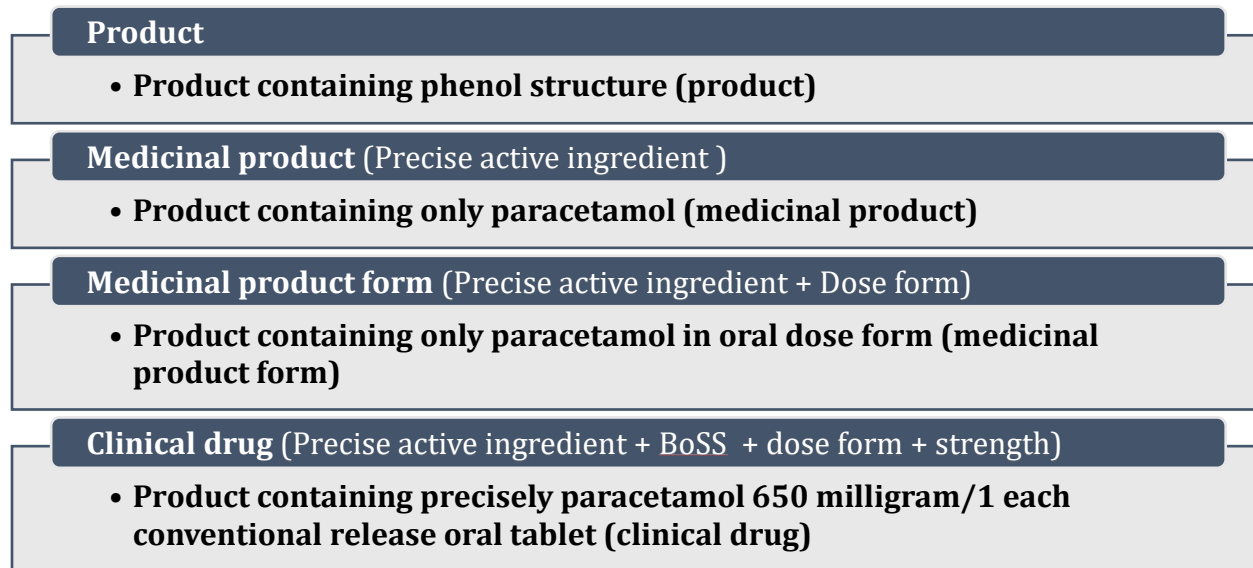 Product
• Product containing phenol structure (product)
Medicinal product (Precise active ingredient )
• Product containing only paracetamol (medicinal product)
Medicinal product form (Precise active ingredient + Dose form)
• Product containing only paracetamol in oral dose form (medicinal
product form)
Clinical drug (Precise active ingredient + BoSS + dose form + strength)
• Product containing precisely paracetamol 650 milligram/1 each
conventional release oral tablet (clinical drug)